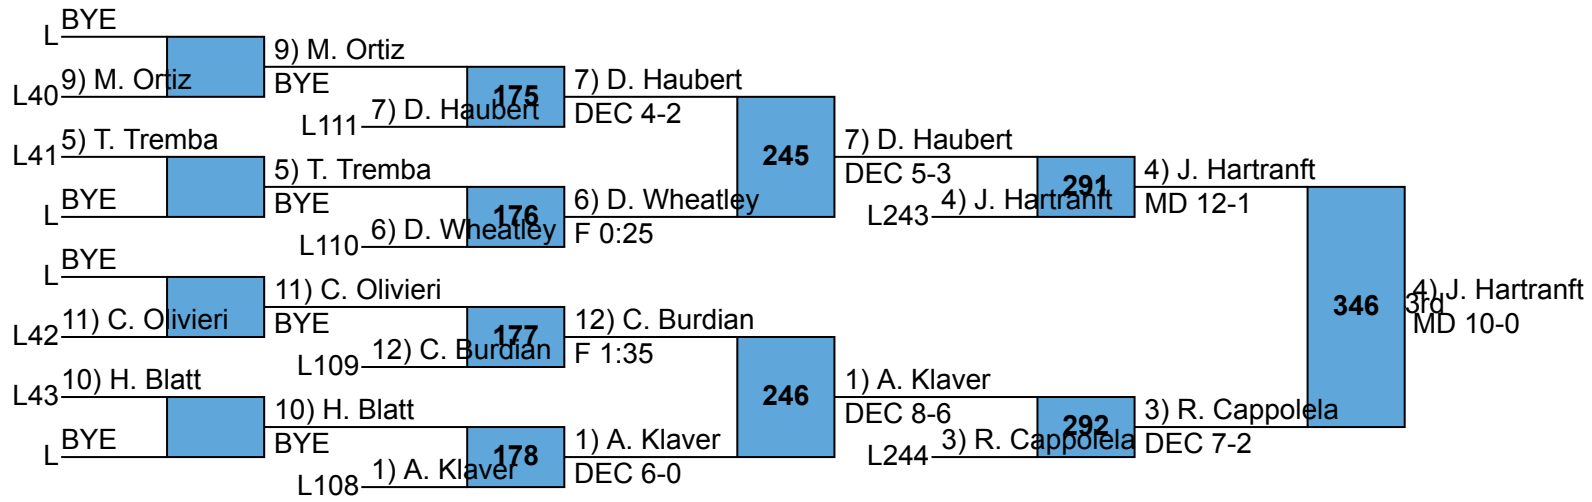 BYE
L
9) M. Ortiz
L40
9) M. Ortiz
BYE
175
L111
7) D. Haubert
7) D. Haubert
DEC 4-2
L41
5) T. Tremba
BYE
L
5) T. Tremba
BYE
176
L110
6) D. Wheatley
6) D. Wheatley
F 0:25
245
7) D. Haubert
DEC 5-3
L243
4) J. Hartranft
291
4) J. Hartranft
MD 12-1
BYE
L
11) C. Olivieri
L42
11) C. Olivieri
BYE
177
L109
12) C. Burdian
12) C. Burdian
F 1:35
L43
10) H. Blatt
BYE
L
10) H. Blatt
BYE
178
L108
1) A. Klaver
1) A. Klaver
DEC 6-0
246
1) A. Klaver
DEC 8-6
L244
3) R. Cappolela
292
3) R. Cappolela
DEC 7-2
346
3rd
4) J. Hartranft
MD 10-0